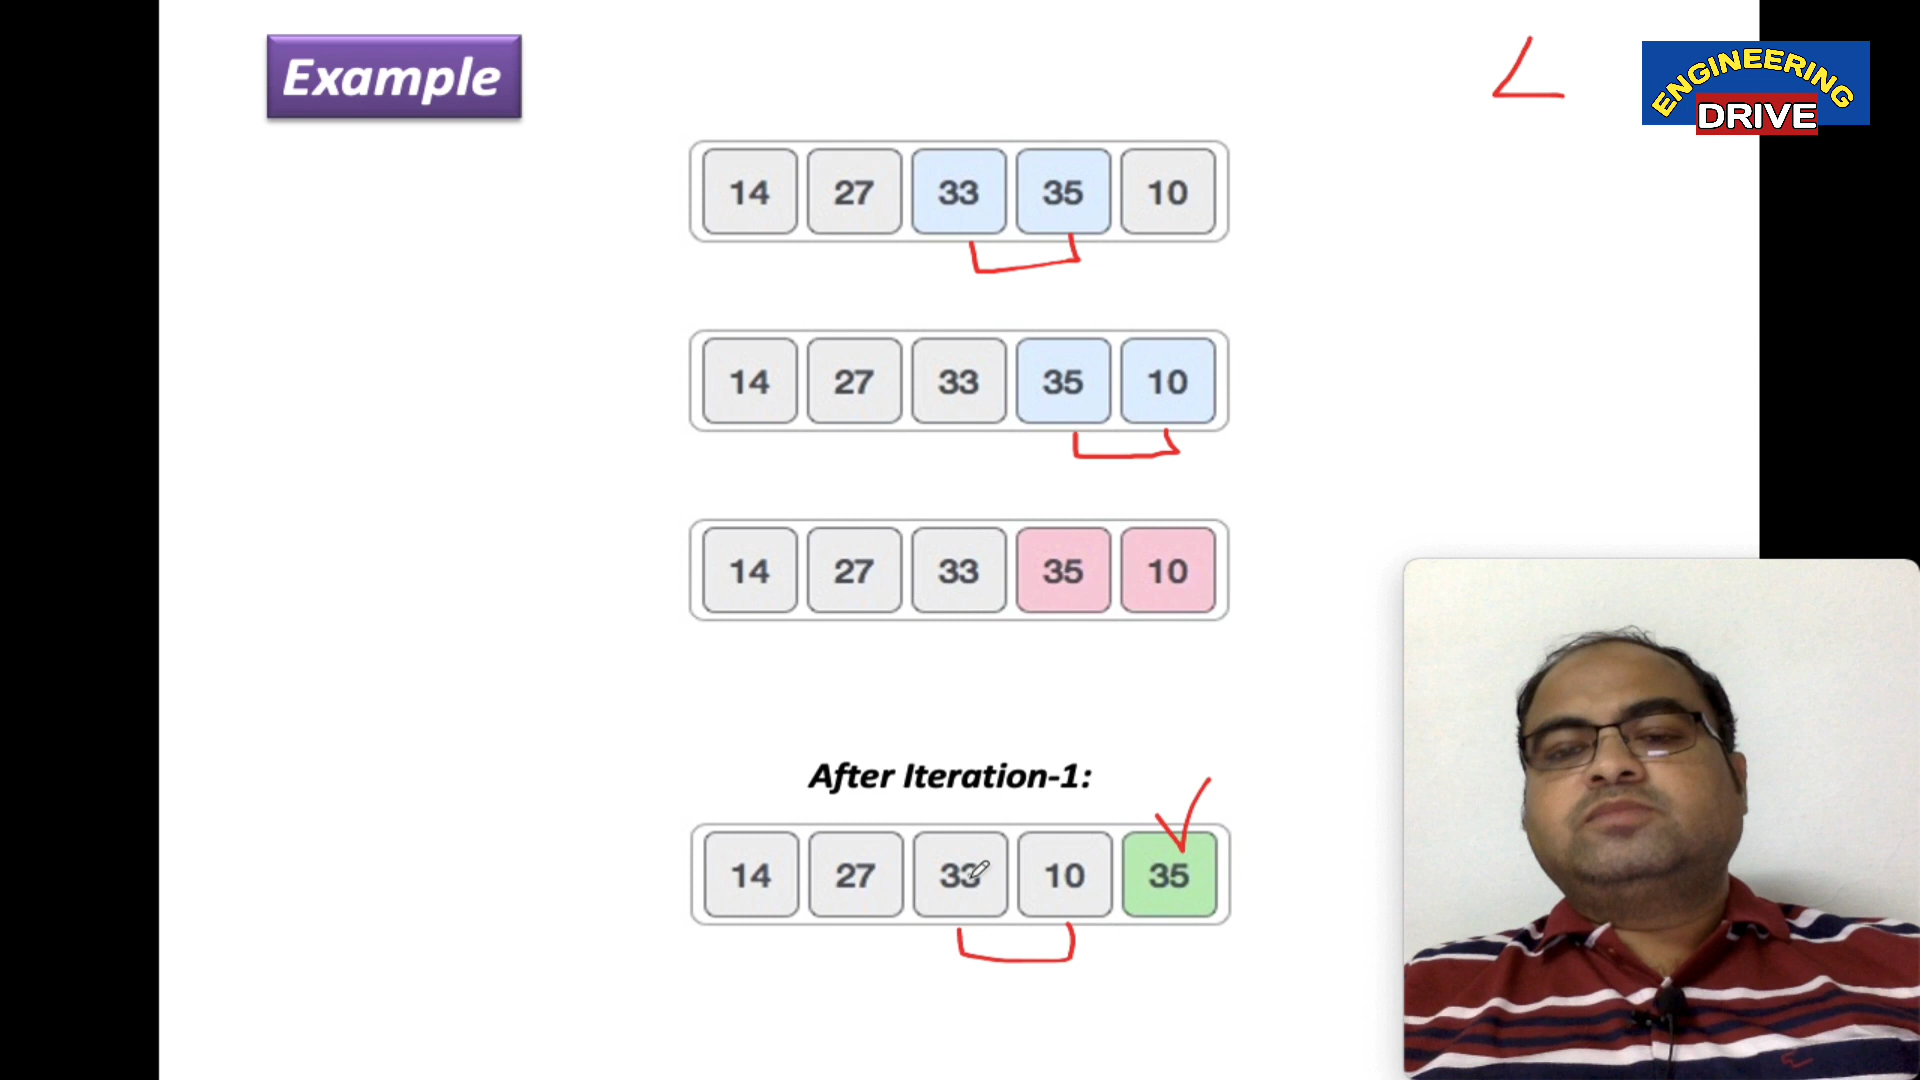 Example
ENGINEERING
DRIVE
14 27 33 35 10
14 27 33 35 10
14 27 33 35 10
After Iteration-1:
14 27 33 10 35